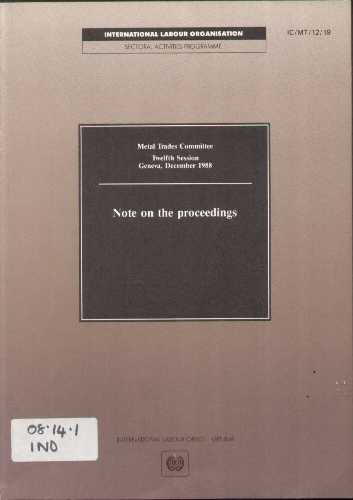 INTERNATIONAL LABOUR ORGANISATION
IC/MT/12/19
SECTORAL ACTIVITIES PROGRAMME
Metal Trades Committee
Twelfth Session
Geneva, December 1988
Note on the proceedings
08·14·1
IND
INTERNATIONAL LABOUR OFFICE GENEVA